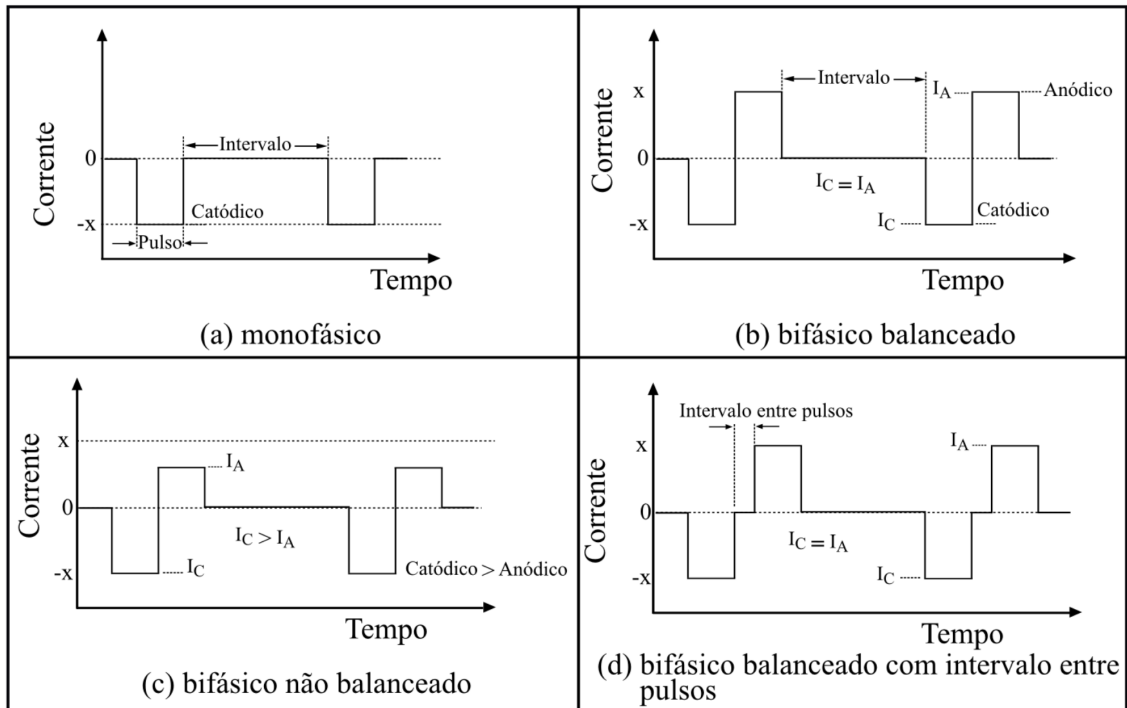 Corrente
0
-x
Intervalo
Catódico
Pulso
Tempo
(a) monofásico
Corrente
x
0
-x
Intervalo
I_A
Anódico
I_C = I_A
I_C
Catódico
Tempo
(b) bifásico balanceado
Corrente
x
0
-x
I_A
I_C > I_A
I_C
Catódico > Anódico
Tempo
(c) bifásico não balanceado
Corrente
Intervalo entre pulsos
x
0
-x
I_A
I_C = I_A
I_C
Tempo
(d) bifásico balanceado com intervalo entre
pulsos